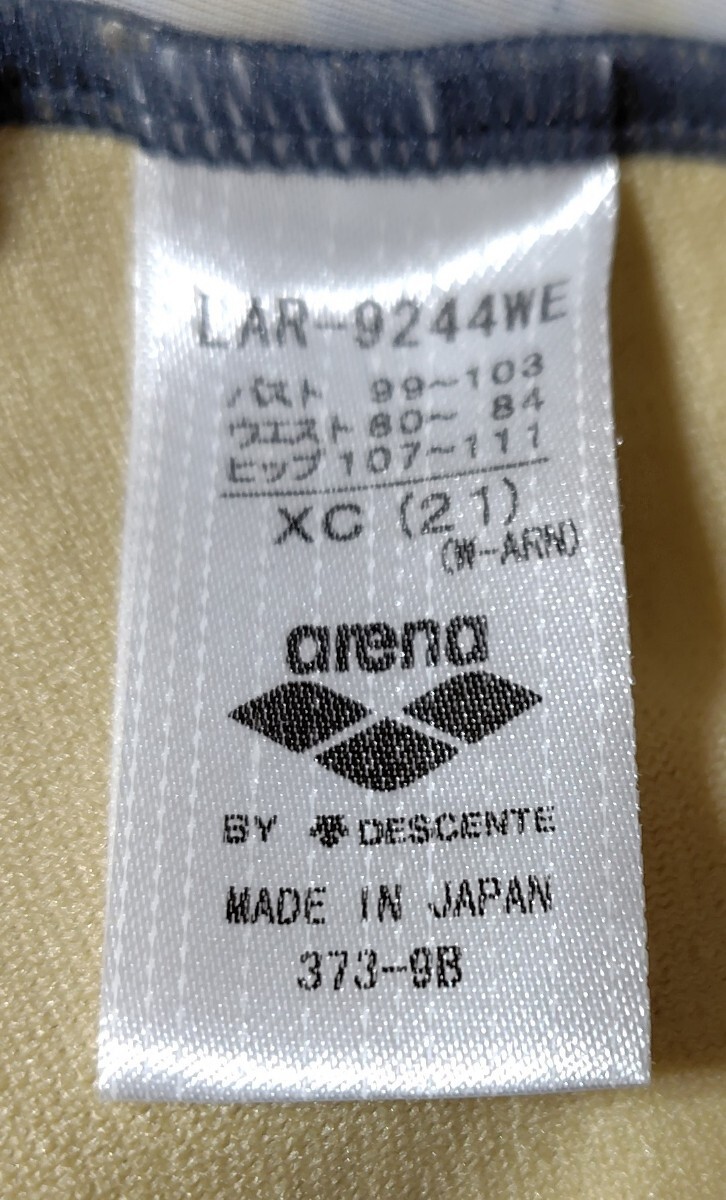 LAR-9244WE
バスト 99~103
ウエスト 80~ 84
ヒップ 107~111
XC (21)
(W-ARN)
arena
BY DESCENTE
MADE IN JAPAN
373-9B